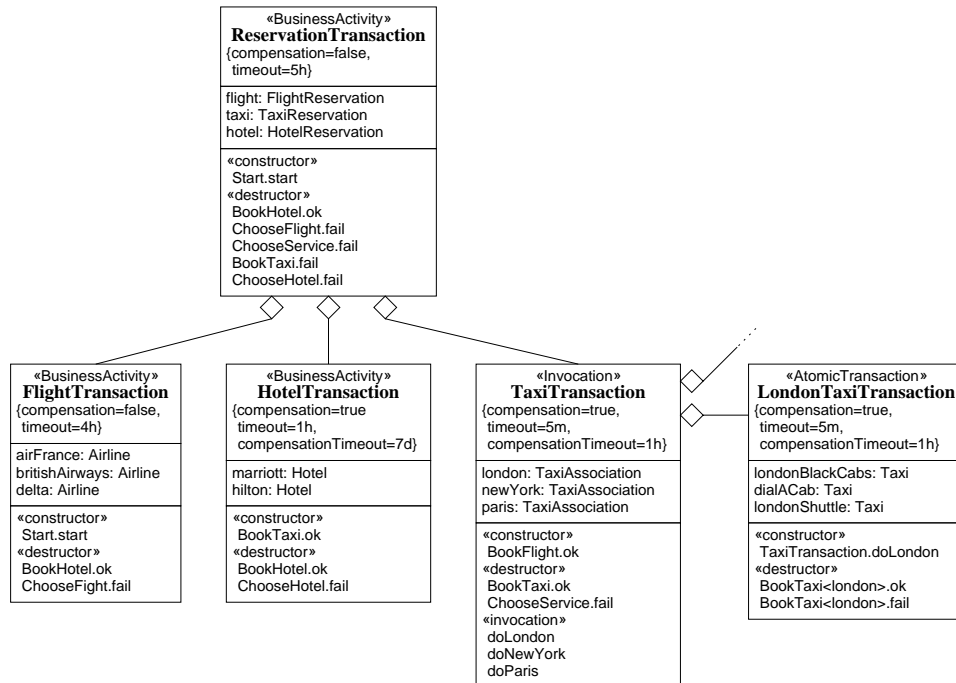 «BusinessActivity»
ReservationTransaction
{compensation=false,
timeout=5h}
flight: FlightReservation
taxi: TaxiReservation
hotel: HotelReservation
«constructor»
Start.start
«destructor»
BookHotel.ok
ChooseFlight.fail
ChooseService.fail
BookTaxi.fail
ChooseHotel.fail
«BusinessActivity»
FlightTransaction
{compensation=false,
timeout=4h}
airFrance: Airline
britishAirways: Airline
delta: Airline
«constructor»
Start.start
«destructor»
BookHotel.ok
ChooseFight.fail
«BusinessActivity»
HotelTransaction
{compensation=true
timeout=1h,
compensationTimeout=7d}
marriott: Hotel
hilton: Hotel
«constructor»
BookTaxi.ok
«destructor»
BookHotel.ok
ChooseHotel.fail
«Invocation»
TaxiTransaction
{compensation=true,
timeout=5m,
compensationTimeout=1h}
london: TaxiAssociation
newYork: TaxiAssociation
paris: TaxiAssociation
«constructor»
BookFlight.ok
«destructor»
BookTaxi.ok
ChooseService.fail
«invocation»
doLondon
doNewYork
doParis
«AtomicTransaction»
LondonTaxiTransaction
{compensation=true,
timeout=5m,
compensationTimeout=1h}
londonBlackCabs: Taxi
dialACab: Taxi
londonShuttle: Taxi
«constructor»
TaxiTransaction.doLondon
«destructor»
BookTaxi<london>.ok
BookTaxi<london>.fail